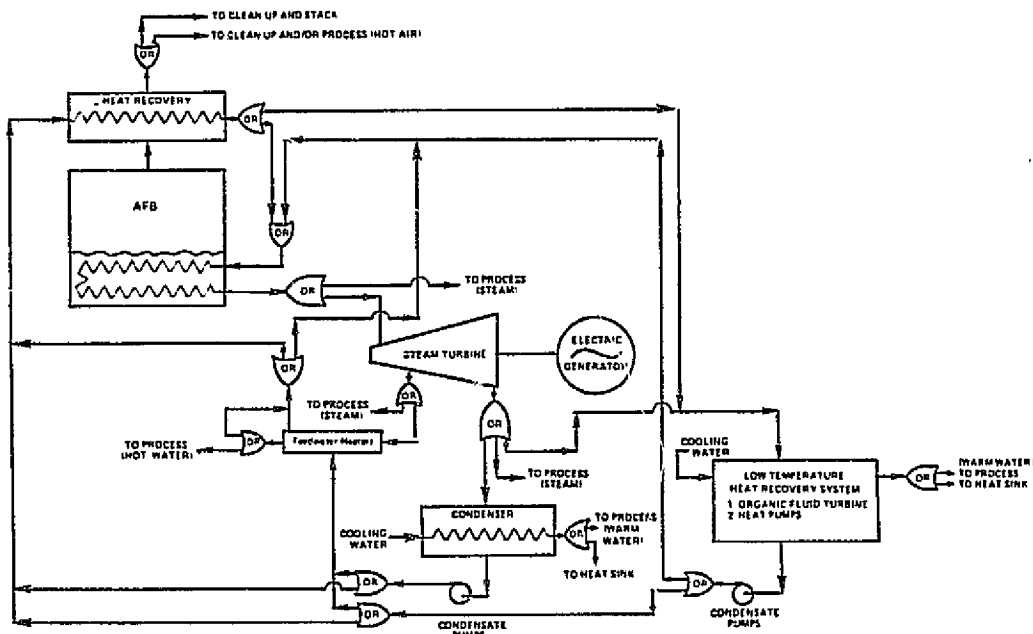 TO CLEAN UP AND STACK
TO CLEAN UP AND/OR PROCESS (HOT AIR)
OR
HEAT RECOVERY
OR
AFB
OR
OR
TO PROCESS
(STEAM)
STEAM TURBINE
ELECTRIC
GENERATOR
OR
OR
TO PROCESS
(STEAM)
OR
TO PROCESS
(HOT WATER)
OR
Feedwater Heaters
TO PROCESS
(STEAM)
COOLING
WATER
LOW TEMPERATURE
HEAT RECOVERY SYSTEM
1 ORGANIC FLUID TURBINE
2 HEAT PUMPS
OR
(WARM WATER)
TO PROCESS
TO HEAT SINK
CONDENSER
COOLING
WATER
OR
TO PROCESS
(WARM
WATER)
TO HEAT SINK
OR
OR
OR
CONDENSATE
PUMPS
CONDENSATE
PUMPS